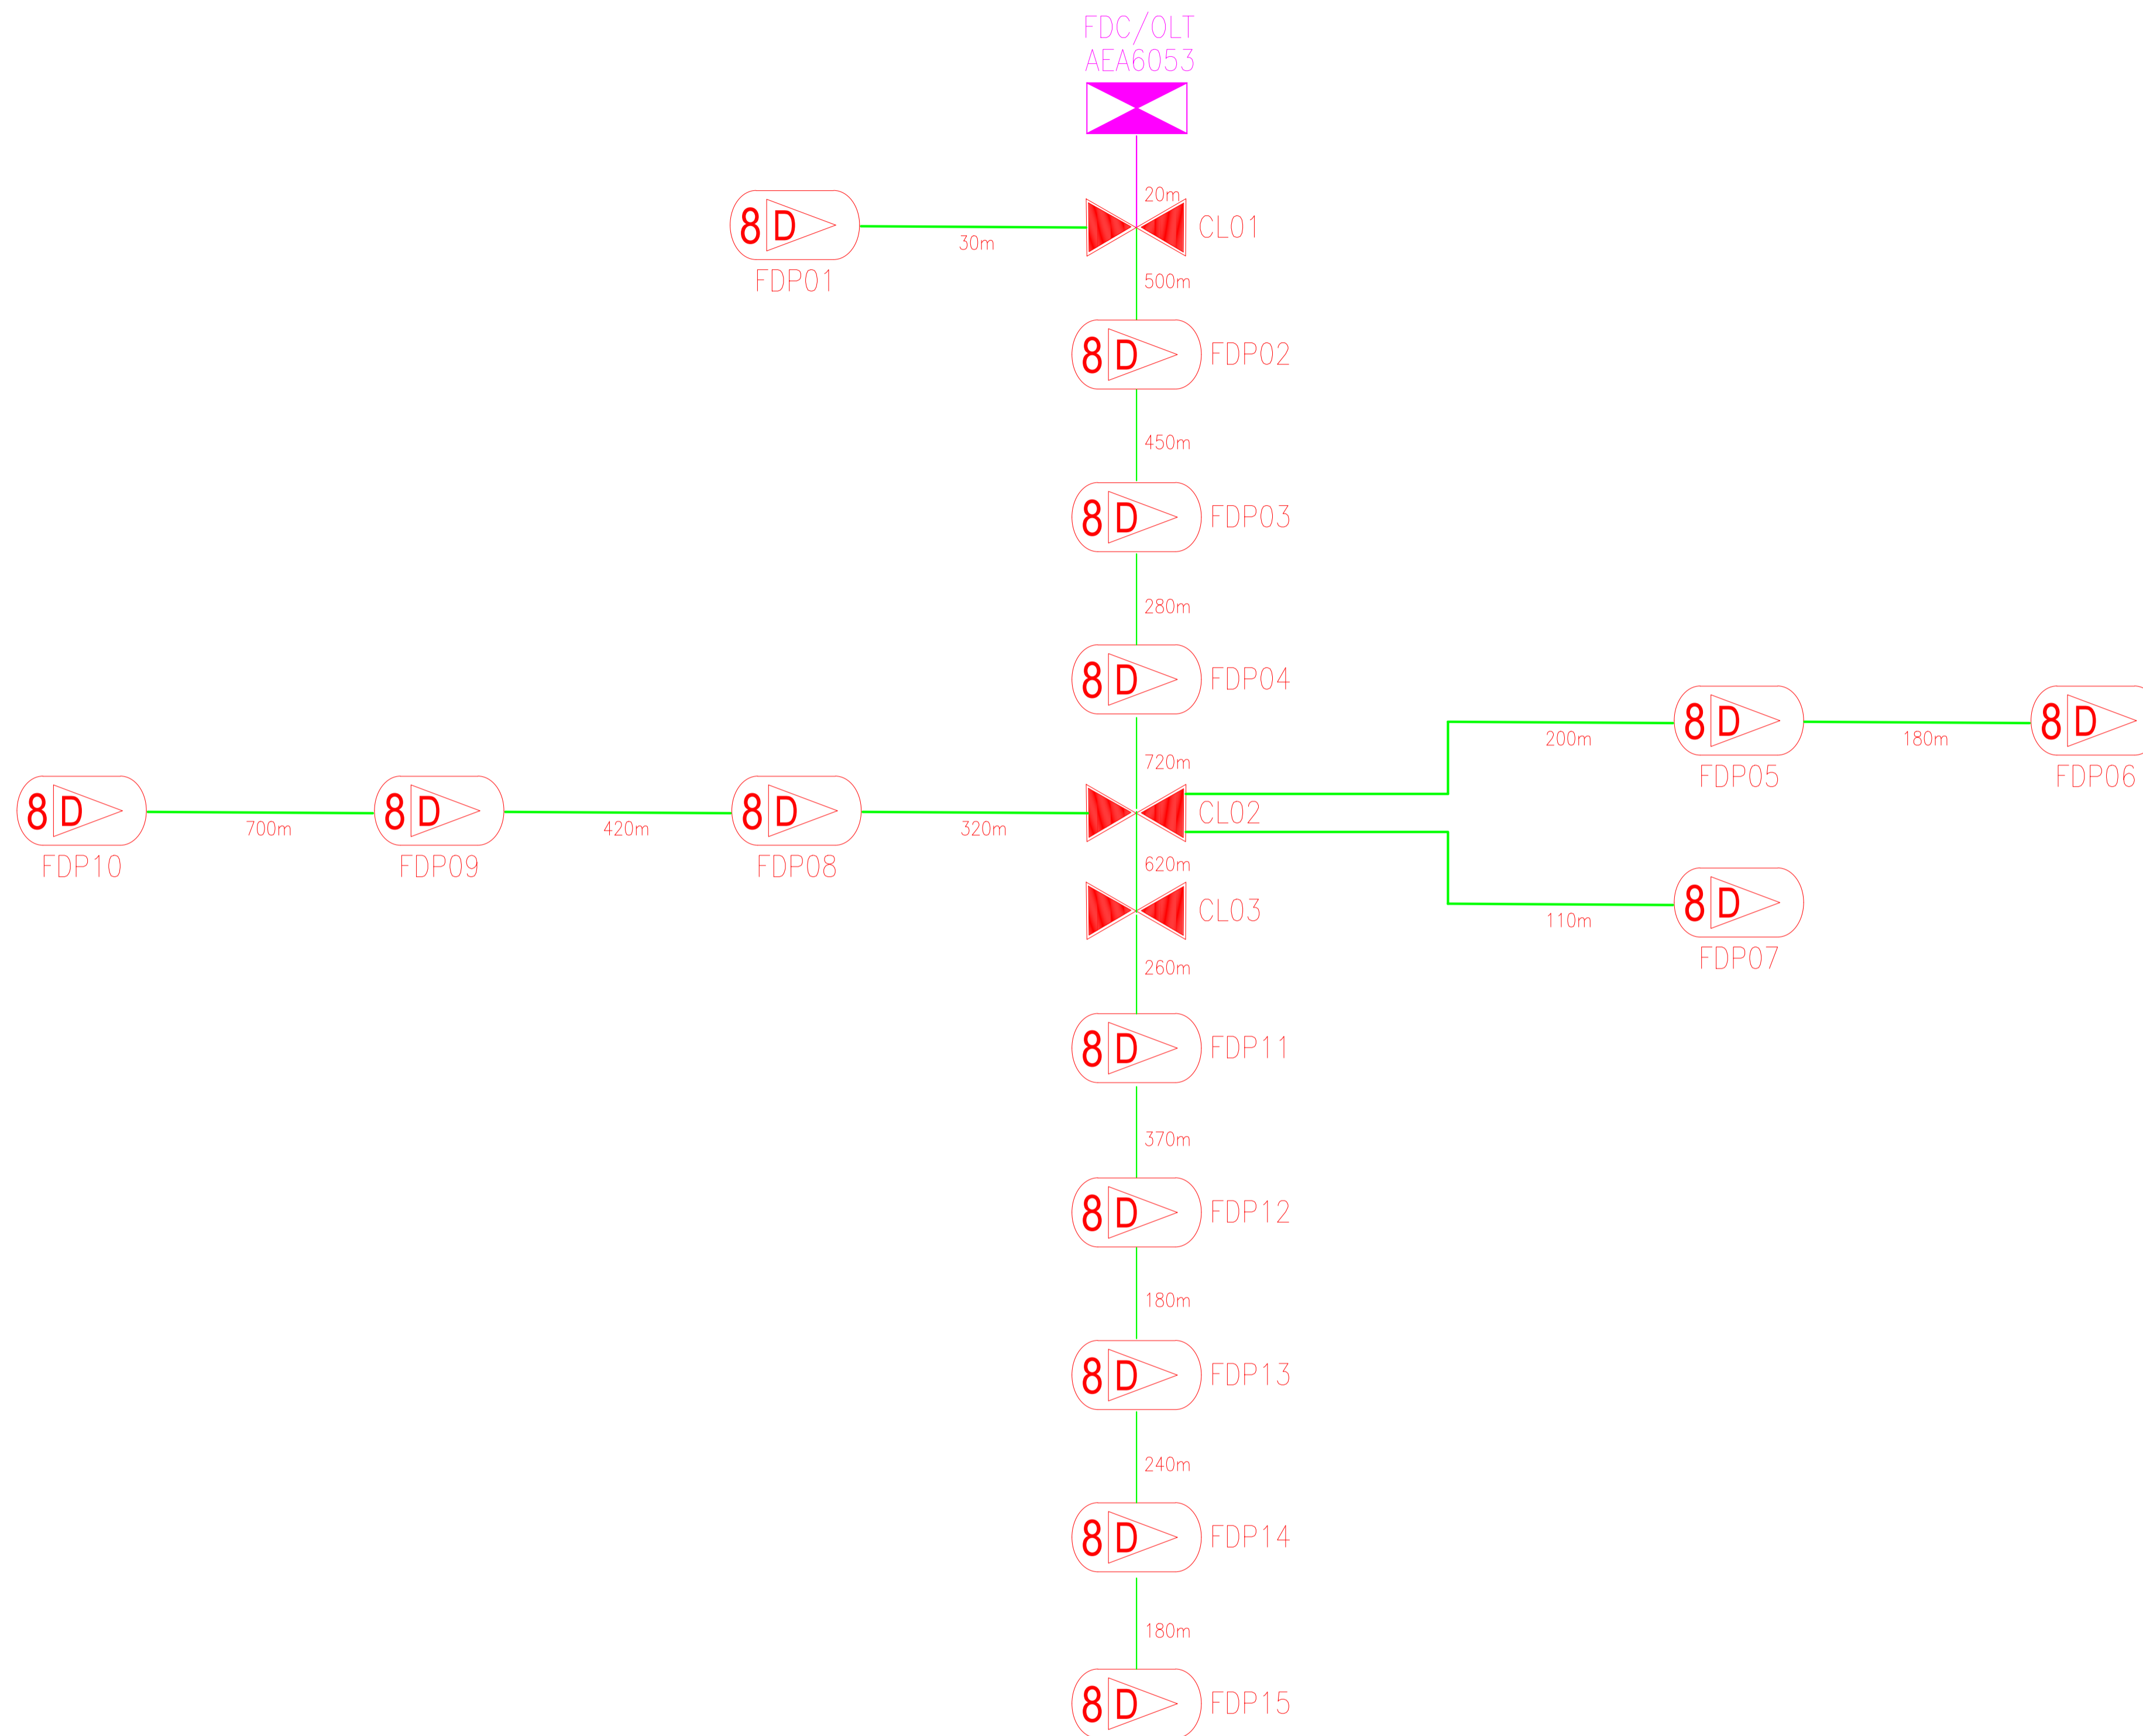 FDC/OLT
AEA6053
20m
8 D
FDP01
30m
CL01
500m
8 D
FDP02
450m
8 D
FDP03
280m
8 D
FDP04
720m
8 D
FDP05
200m
180m
8 D
FDP06
8 D
FDP10
700m
8 D
FDP09
420m
8 D
FDP08
320m
CL02
620m
CL03
110m
8 D
FDP07
260m
8 D
FDP11
370m
8 D
FDP12
180m
8 D
FDP13
240m
8 D
FDP14
180m
8 D
FDP15